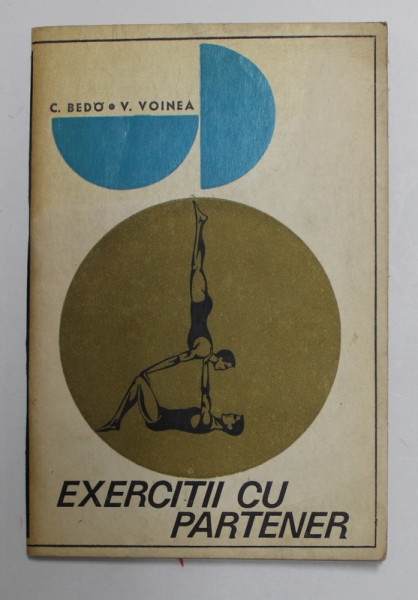 C. BEDŐ • V. VOINEA
EXERCITII CU
PARTENER